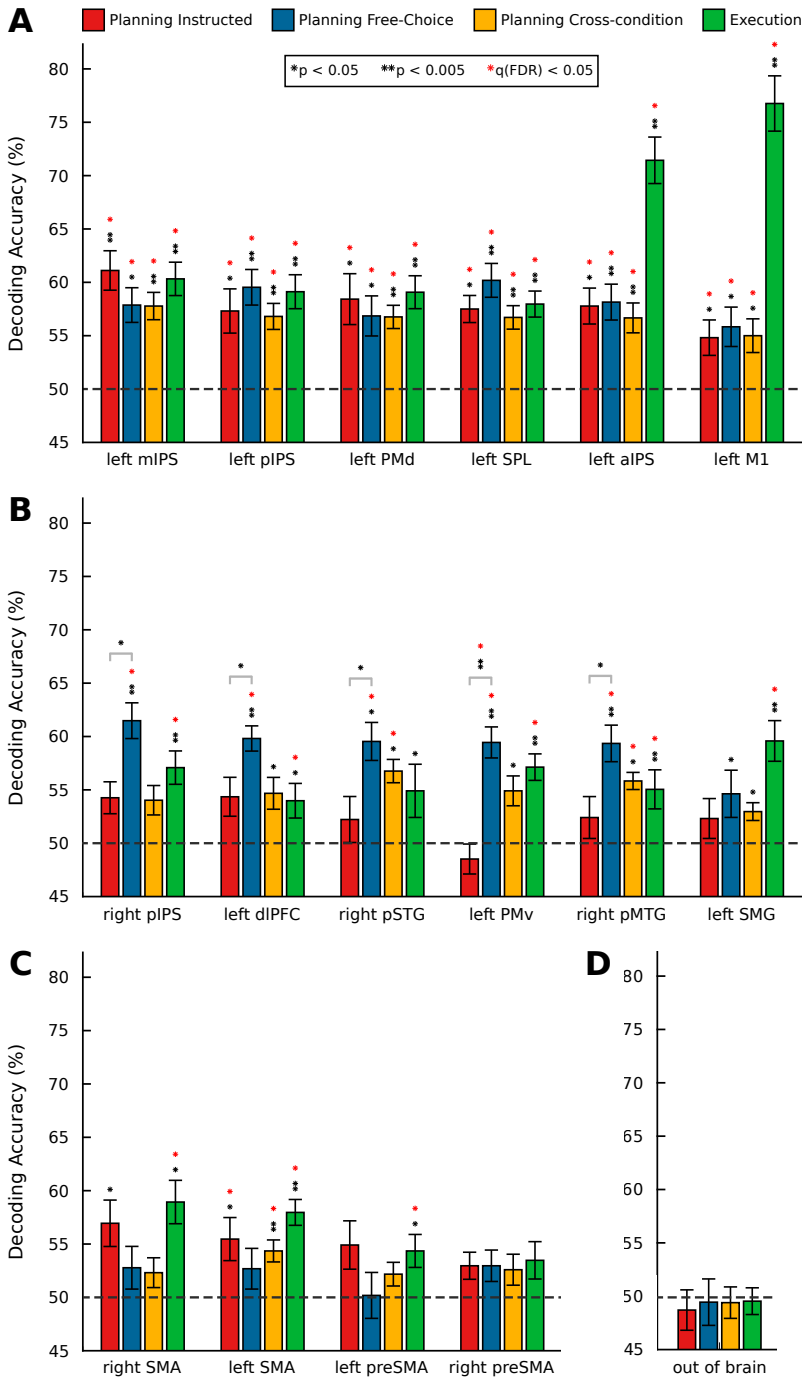 A
Planning Instructed Planning Free-Choice Planning Cross-condition Execution
*p < 0.05 **p < 0.005 *q(FDR) < 0.05
Decoding Accuracy (%)
80
75
70
65
60
55
50
45
left mIPS left pIPS left PMd left SPL left aIPS left M1
B
Decoding Accuracy (%)
80
75
70
65
60
55
50
45
right pIPS left dlPFC right pSTG left PMv right pMTG left SMG
C
Decoding Accuracy (%)
80
75
70
65
60
55
50
45
right SMA left SMA left preSMA right preSMA
D
80
75
70
65
60
55
50
45
out of brain